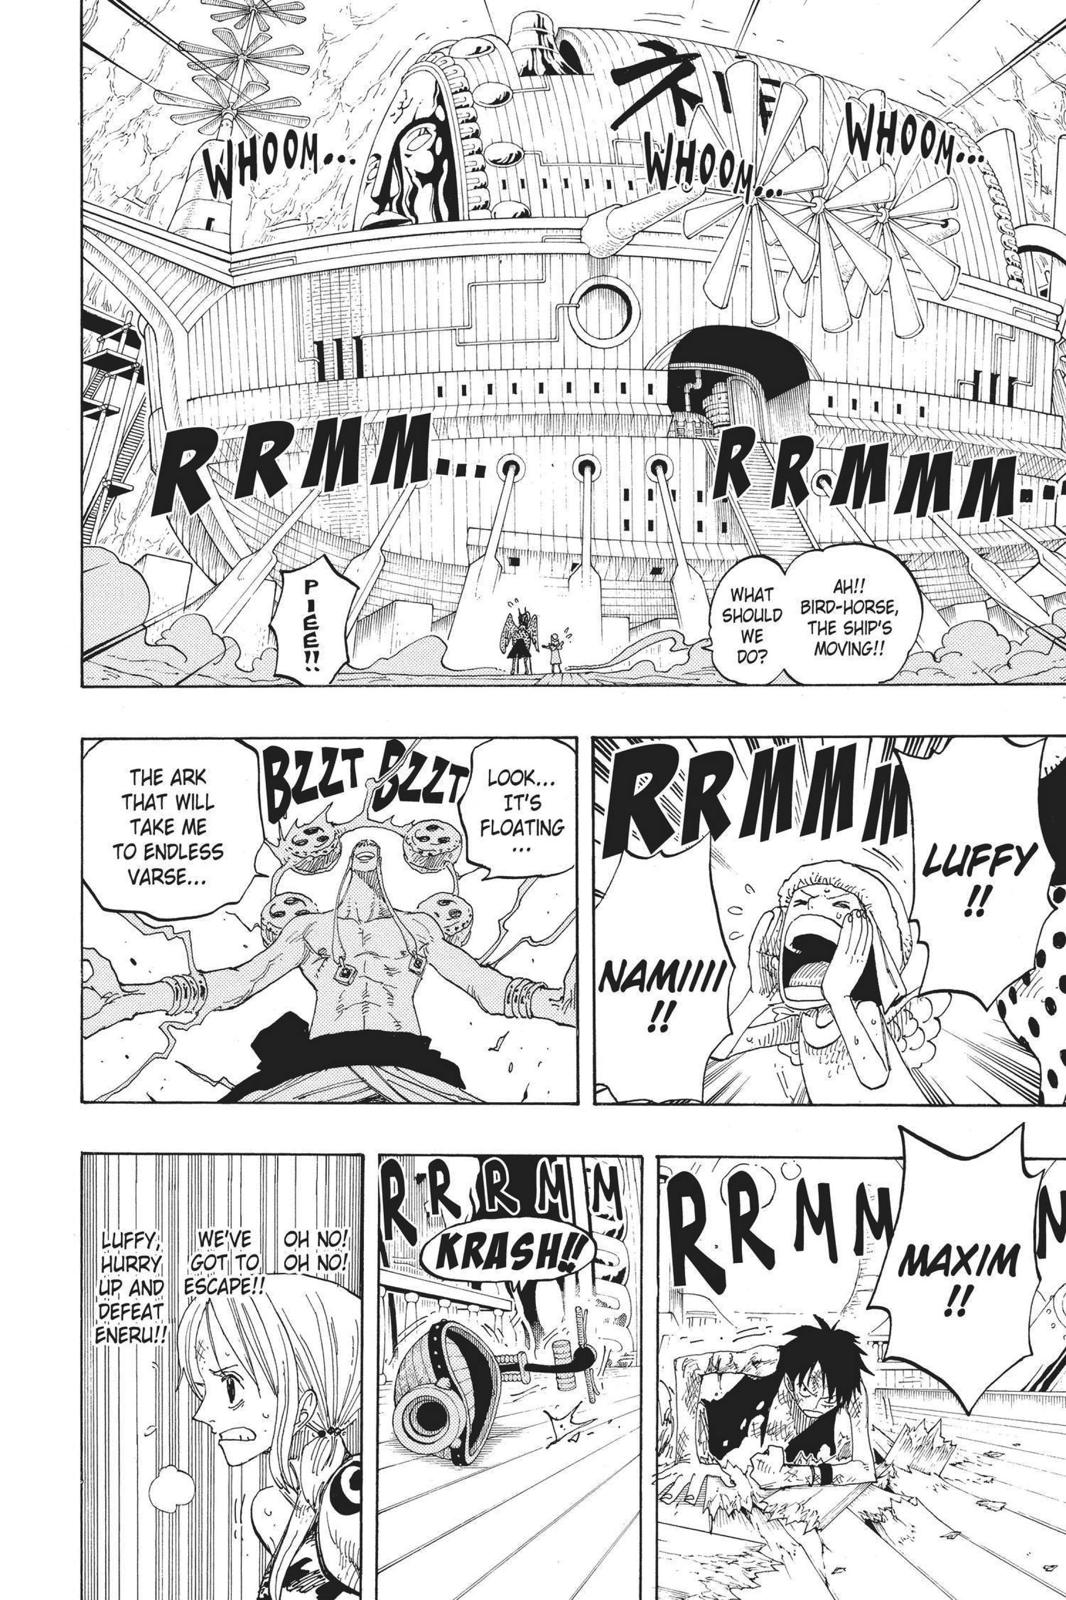 WHOOM...
WHOOM...
WHOOM...
RRMM...
RRMMM...
AH!!
BIRD-HORSE,
THE SHIP'S
MOVING!!
WHAT
SHOULD
WE
DO?
PIEE!!
RRMMM
LUFFY
!!
NAMIIII
!!
BZZT BZZT
LOOK...
IT'S
FLOATING
...
THE ARK
THAT WILL
TAKE ME
TO ENDLESS
VARSE...
RRMMM
MAXIM
!!
RRRMM
KRASH!!
OH NO!
OH NO!
WE'VE
GOT TO
ESCAPE!!
LUFFY,
HURRY
UP AND
DEFEAT
ENERU!!